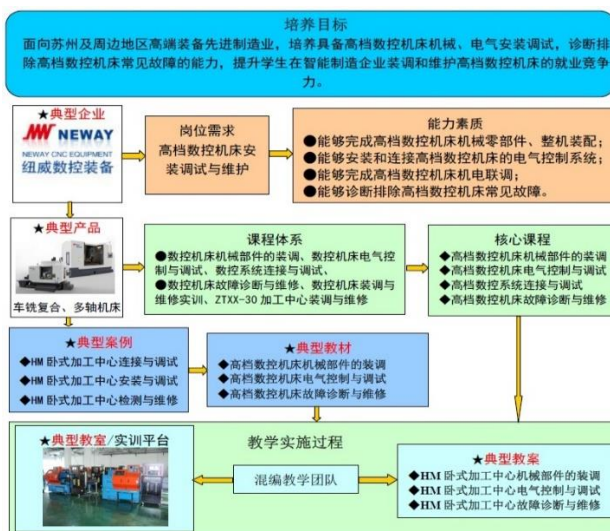 培养目标
面向苏州及周边地区高端装备先进制造业，培养具备高档数控机床机械、电气安装调试，诊断排
除高档数控机床常见故障的能力，提升学生在智能制造企业装调和维护高档数控机床的就业竞争
力。
★典型企业
NEWAY
NEWAY CNC EQUIPMENT
纽威数控装备
岗位需求
高档数控机床安
装调试与维护
能力素质
●能够完成高档数控机床机械零部件、整机装配；
●能够安装和连接高档数控机床的电气控制系统；
●能够完成高档数控机床机电联调；
●能够诊断排除高档数控机床常见故障。
★典型产品
车铣复合、多轴机床
课程体系
●数控机床机械部件的装调、数控机床电气控
制与调试、数控系统连接与调试、
●数控机床故障诊断与维修、数控机床装调与
维修实训、ZTXX-30 加工中心装调与维修
核心课程
◆高档数控机床机械部件的装调
◆高档数控机床电气控制与调试
◆高档数控系统连接与调试
◆高档数控机床故障诊断与维修
★典型案例
◆HM 卧式加工中心连接与调试
◆HM 卧式加工中心安装与调试
◆HM 卧式加工中心检测与维修
★典型教材
◆高档数控机床机械部件的装调
◆高档数控机床电气控制与调试
◆高档数控机床故障诊断与维修
教学实施过程
★典型教室/实训平台
混编教学团队
★典型教案
◆HM 卧式加工中心机械部件的装调
◆HM 卧式加工中心电气控制与调试
◆HM 卧式加工中心故障诊断与维修